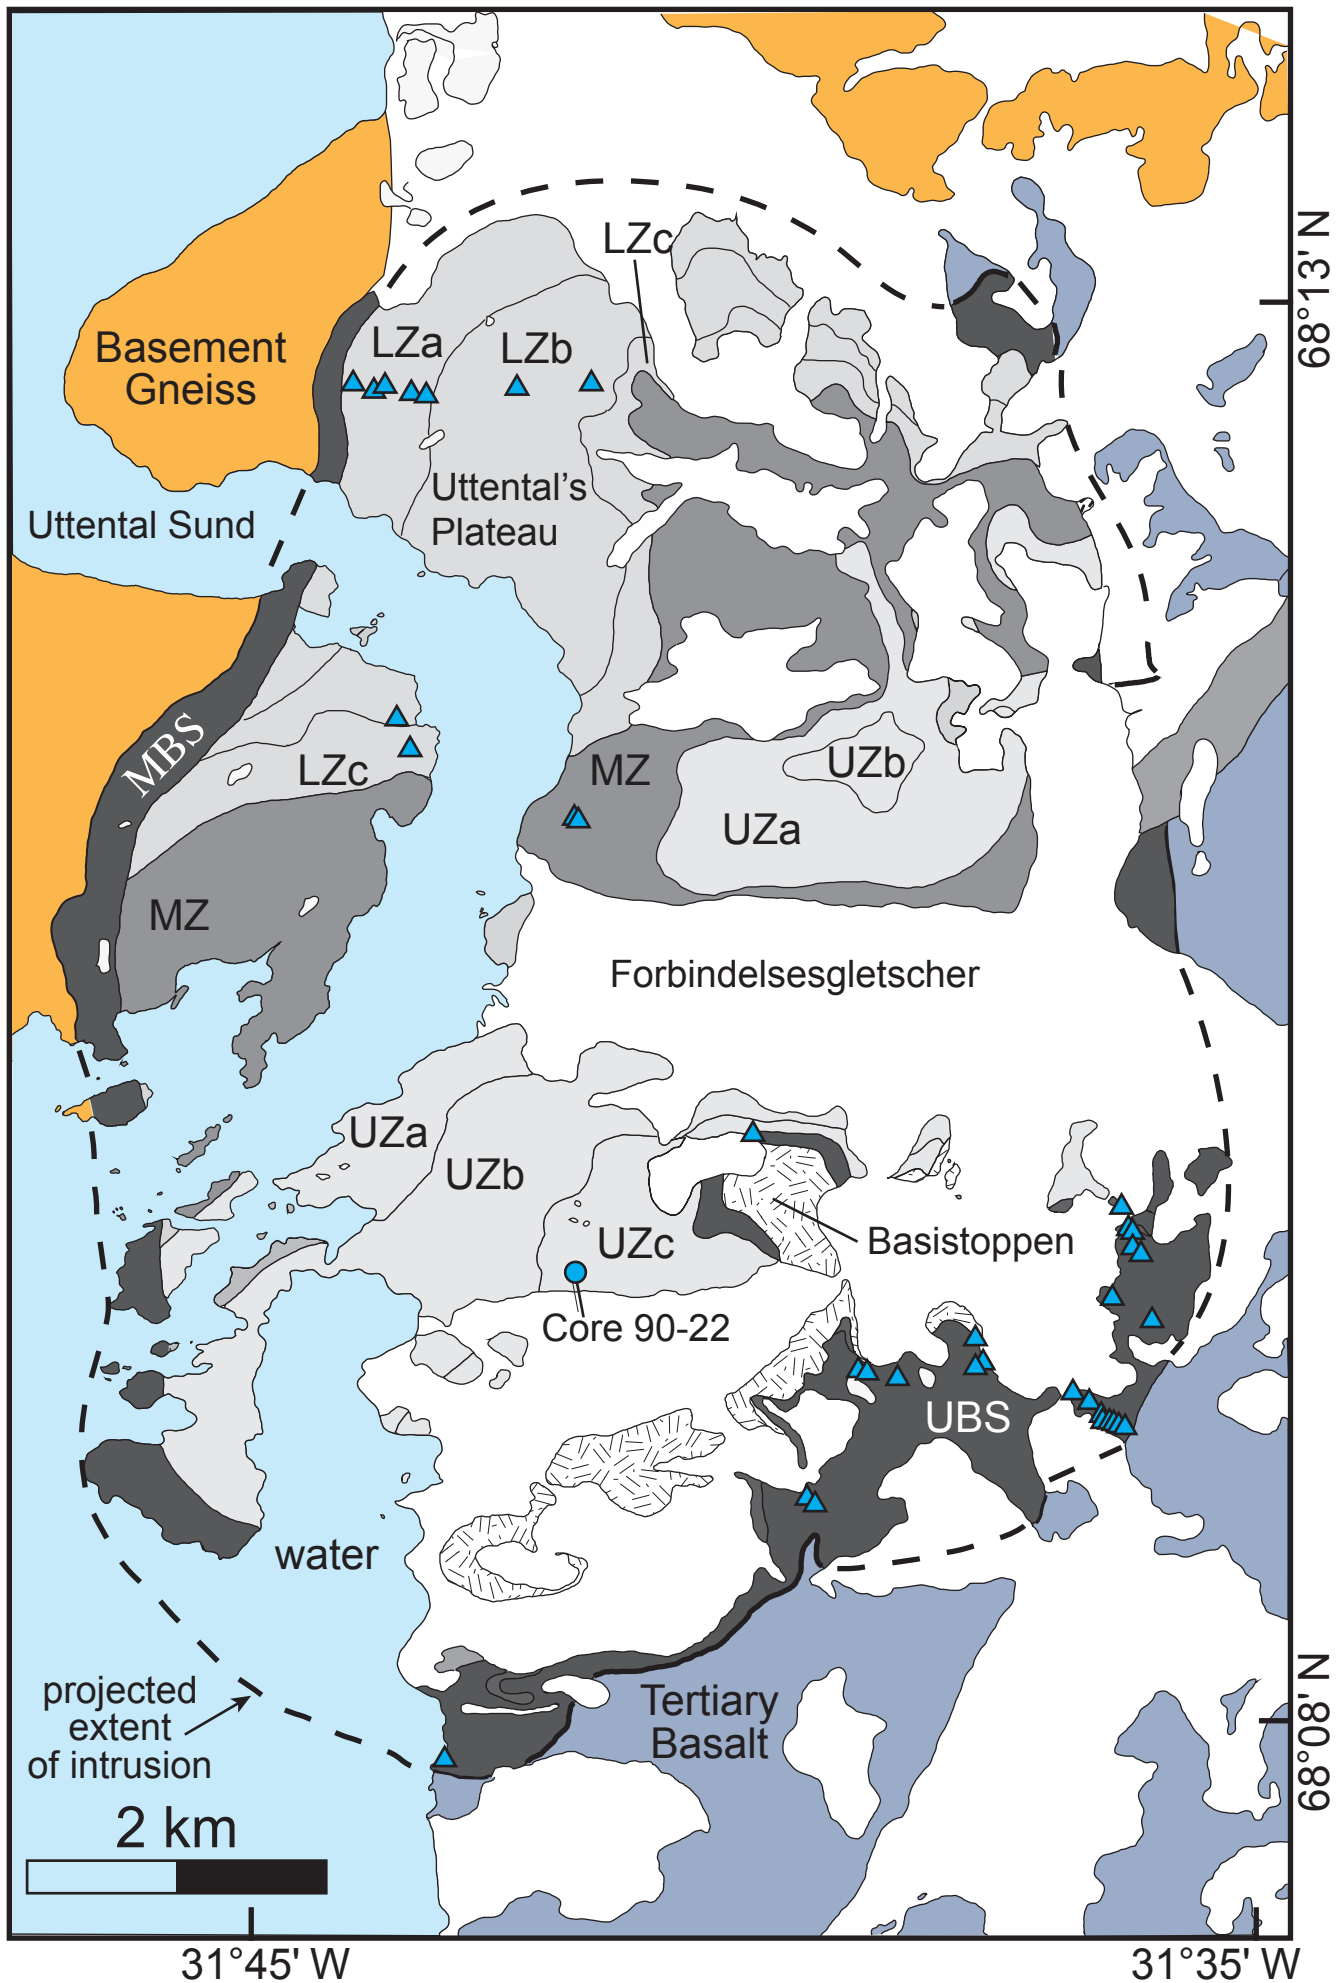 LZc
68°13' N
LZa
LZb
Basement
Gneiss
Uttental's
Plateau
Uttental Sund
MBS
LZc
MZ
UZb
UZa
MZ
Forbindelsesgletscher
UZa
UZb
UZc
Basistoppen
Core 90-22
UBS
water
projected
extent
of intrusion
Tertiary
Basalt
68°08' N
2 km
31°45' W
31°35' W